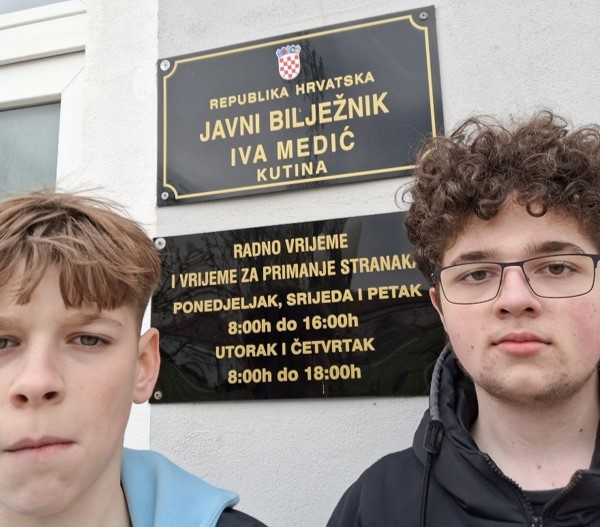 REPUBLIKA HRVATSKA
JAVNI BILJEŽNIK
IVA MEDIĆ
KUTINA
RADNO VRIJEME
I VRIJEME ZA PRIMANJE STRANAKA
PONEDJELJAK, SRIJEDA I PETAK
8:00h do 16:00h
UTORAK I ČETVRTAK
8:00h do 18:00h